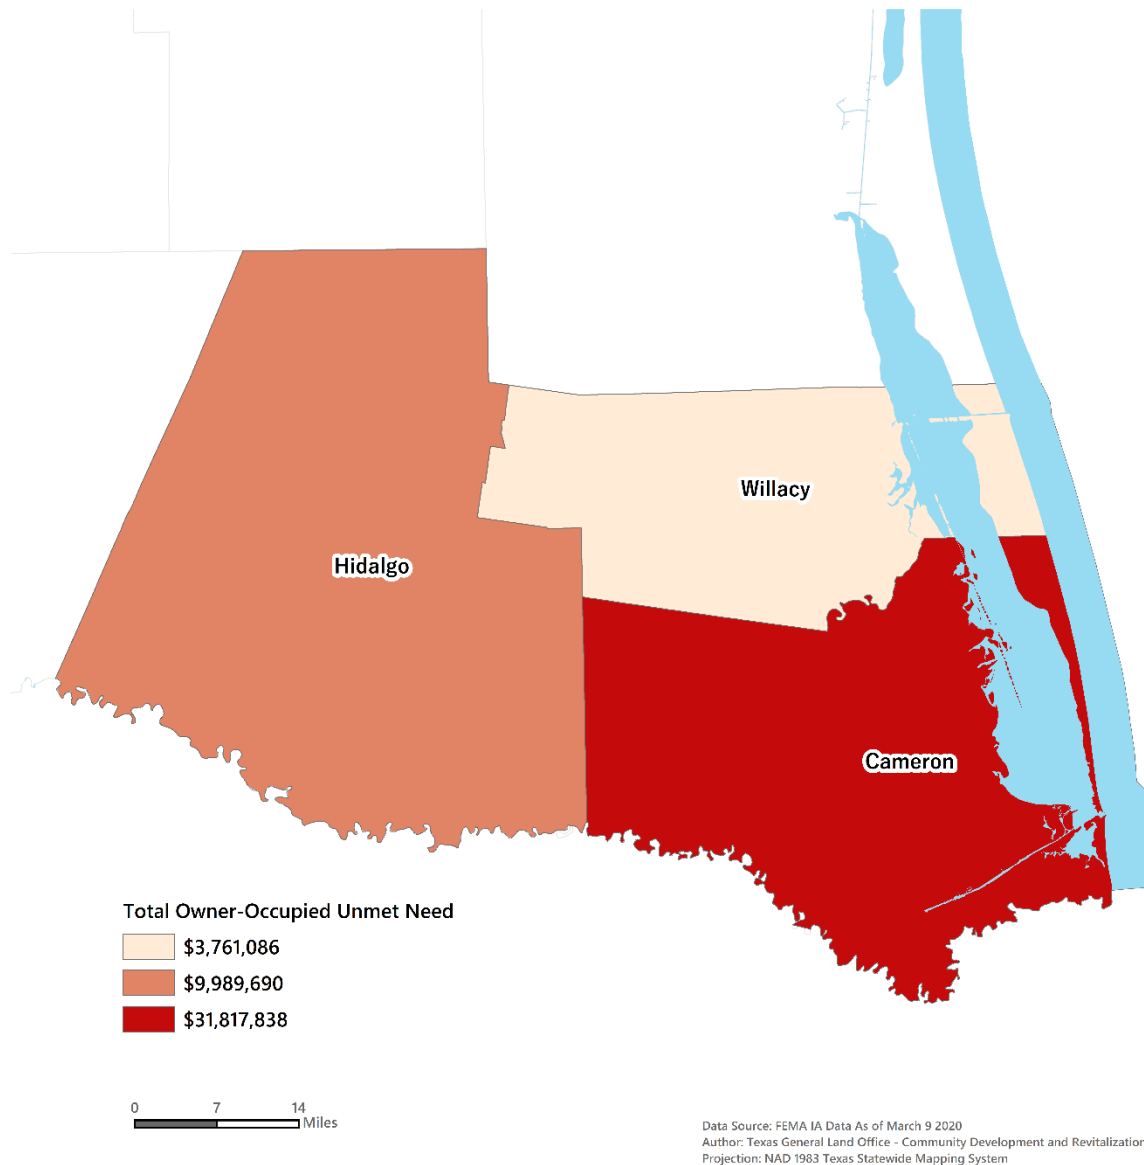 Willacy
Hidalgo
Cameron
Total Owner-Occupied Unmet Need
$3,761,086
$9,989,690
$31,817,838
0 7 14
Miles
Data Source: FEMA IA Data As of March 9 2020
Author: Texas General Land Office - Community Development and Revitalization
Projection: NAD 1983 Texas Statewide Mapping System